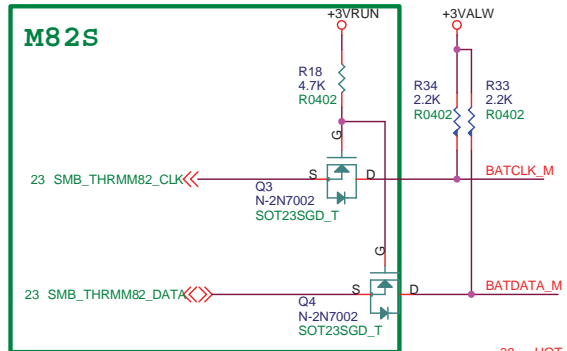 M82S
+3VRUN
+3VALW
R18
4.7K
R0402
R34
2.2K
R0402
R33
2.2K
R0402
G
23 SMB_THRMM82_CLK
S
D
BATCLK_M
Q3
N-2N7002
SOT23SGD_T
G
23 SMB_THRMM82_DATA
S
D
BATDATA_M
Q4
N-2N7002
SOT23SGD_T